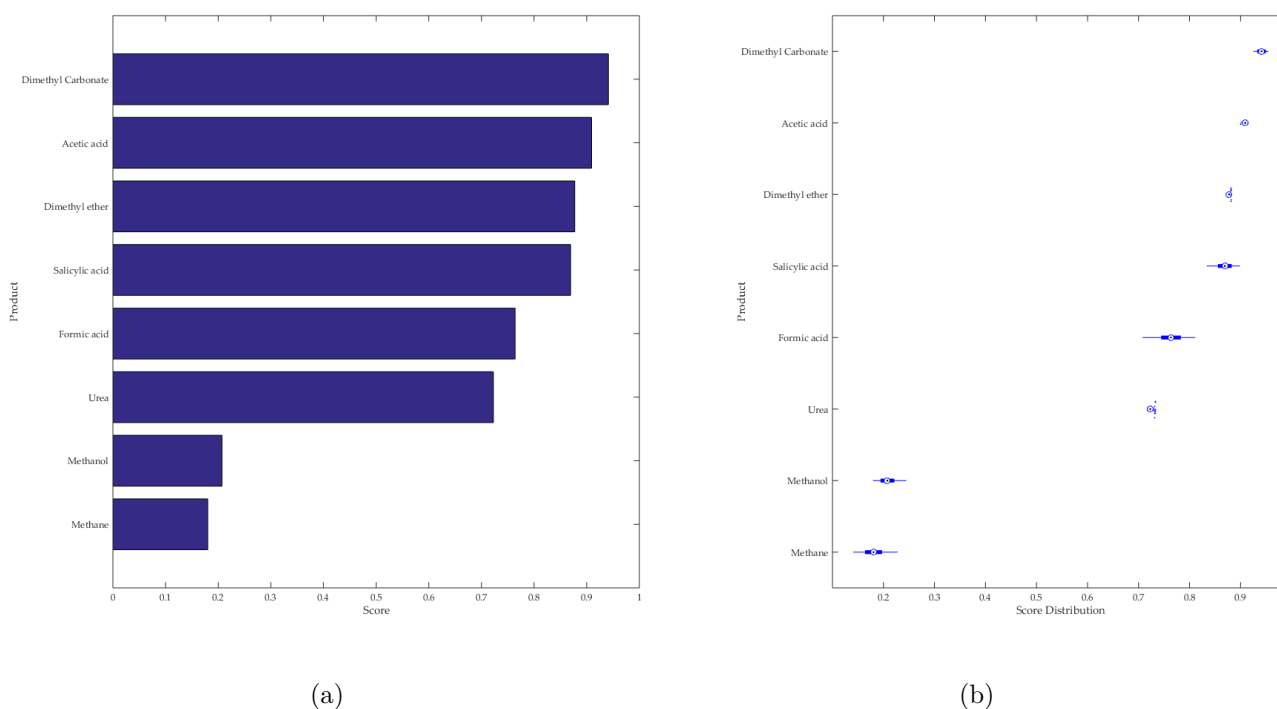 Dimethyl Carbonate
Acetic acid
Dimethyl ether
Salicylic acid
Formic acid
Urea
Methanol
Methane
Product
0 0.1 0.2 0.3 0.4 0.5 0.6 0.7 0.8 0.9 1
Score
(a)
Dimethyl Carbonate
Acetic acid
Dimethyl ether
Salicylic acid
Formic acid
Urea
Methanol
Methane
Product
0.2 0.3 0.4 0.5 0.6 0.7 0.8 0.9
Score Distribution
(b)